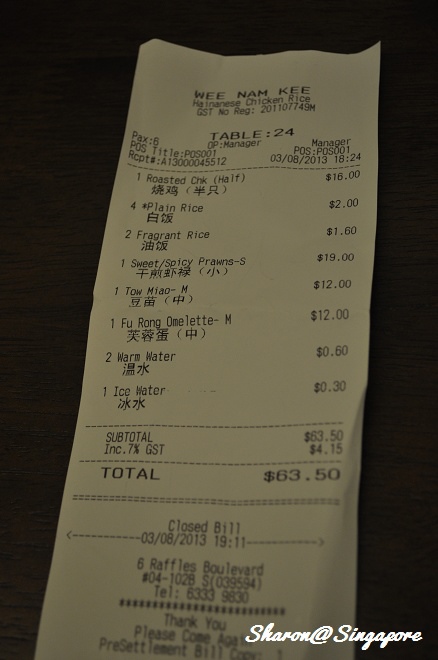 WEE NAM KEE
Hainanese Chicken Rice
GST No Reg: 201107749M
TABLE:24
Pax:6 OP:Manager Manager
POS Title:POS001 POS:POS001
Rcpt#:A13000045512 03/08/2013 18:24
1 Roasted Chk (Half) $16.00
烧鸡 (半只)
4 *Plain Rice $2.00
白饭
2 Fragrant Rice $1.60
油饭
1 Sweet/Spicy Prawns-S $19.00
干煎虾禄 (小)
1 Tow Miao- M $12.00
豆苗 (中)
1 Fu Rong Omelette- M $12.00
芙蓉蛋 (中)
2 Warm Water $0.60
温水
1 Ice Water $0.30
冰水
SUBTOTAL $63.50
Inc.7% GST $4.15
TOTAL $63.50
Closed Bill
<----------03/08/2013 19:11---------->
6 Raffles Boulevard
#04-102B S(039594)
Tel: 6333 9830
####################
Thank You
Please Come Again
PreSettlement Bill Copy: 1
Sharon@Singapore